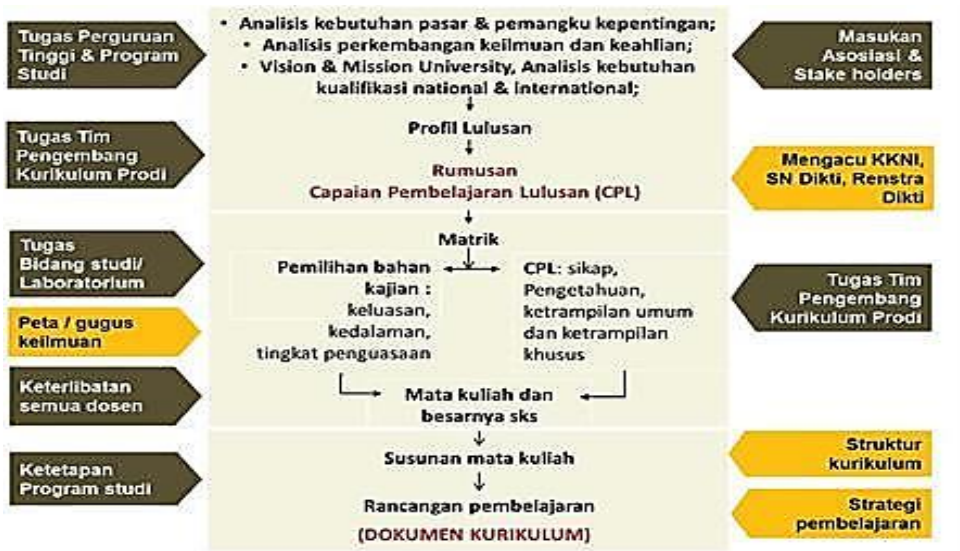 Tugas Perguruan
Tinggi & Program
Studi
• Analisis kebutuhan pasar & pemangku kepentingan;
• Analisis perkembangan keilmuan dan keahlian;
• Vision & Mission University, Analisis kebutuhan
kualifikasi national & international;
Masukan
Asosiasi &
Stake holders
Tugas Tim
Pengembang
Kurikulum Prodi
Profil Lulusan
Rumusan
Capaian Pembelajaran Lulusan (CPL)
Mengacu KKNI,
SN Dikti, Renstra
Dikti
Tugas
Bidang studi/
Laboratorium
Matrik
Pemilihan bahan
kajian :
keluasan,
kedalaman,
tingkat penguasaan
CPL: sikap,
Pengetahuan,
ketrampilan umum
dan ketrampilan
khusus
Tugas Tim
Pengembang
Kurikulum Prodi
Peta / gugus
keilmuan
Keterlibatan
semua dosen
Mata kuliah dan
besarnya sks
Susunan mata kuliah
Struktur
kurikulum
Ketetapan
Program studi
Rancangan pembelajaran
(DOKUMEN KURIKULUM)
Strategi
pembelajaran